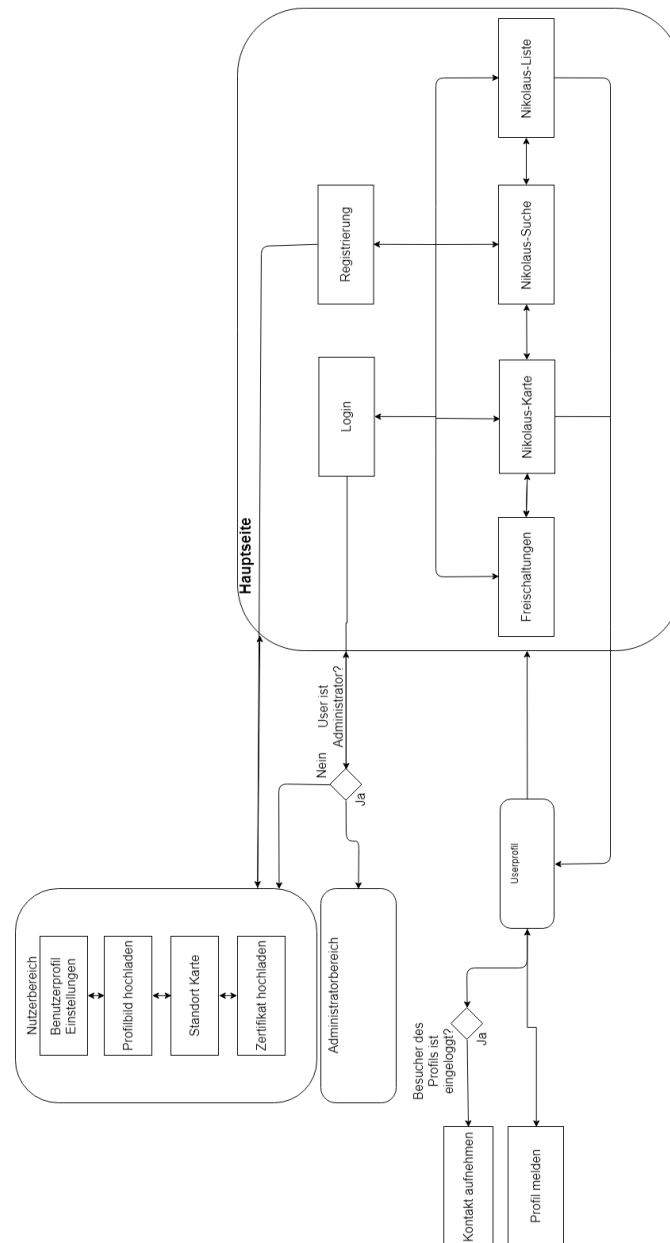 Hauptseite
Registrierung
Login
Nikolaus-Liste
Nikolaus-Suche
Nikolaus-Karte
Freischaltungen
User ist
Administrator?
Nein
Ja
Nutzerbereich
Benutzerprofil
Einstellungen
Profilbild hochladen
Standort Karte
Zertifikat hochladen
Administratorbereich
Userprofil
Besucher des
Profils ist
eingeloggt?
Ja
Kontakt aufnehmen
Profil melden